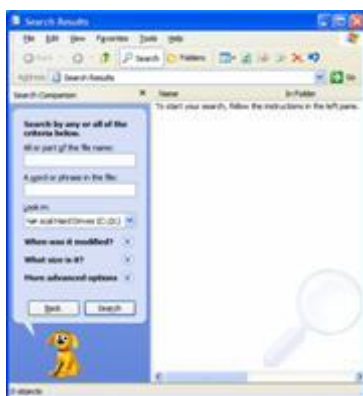 Search Results
File Edit View Favorites Tools Help
Search Folders
Address Search Results Go
Search Companion
Name In Folder
To start your search, follow the instructions in the left pane.
Search by any or all of the
criteria below.
All or part of the file name:
A word or phrase in the file:
Look in:
Local Hard Drives (C:;D:)
When was it modified?
What size is it?
More advanced options
Back Search
0 objects